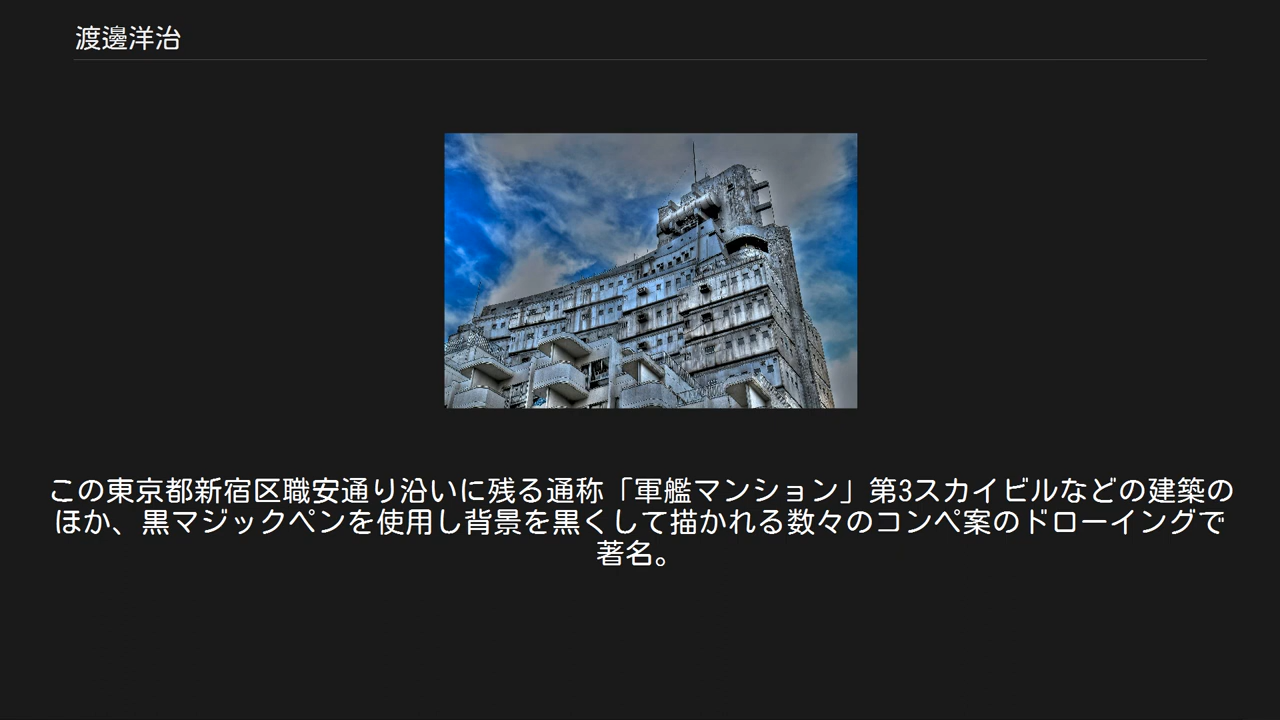 渡邊洋治
この東京都新宿区職安通り沿いに残る通称「軍艦マンション」第3スカイビルなどの建築の
ほか、黒マジックペンを使用し背景を黒くして描かれる数々のコンペ案のドローイングで
著名。